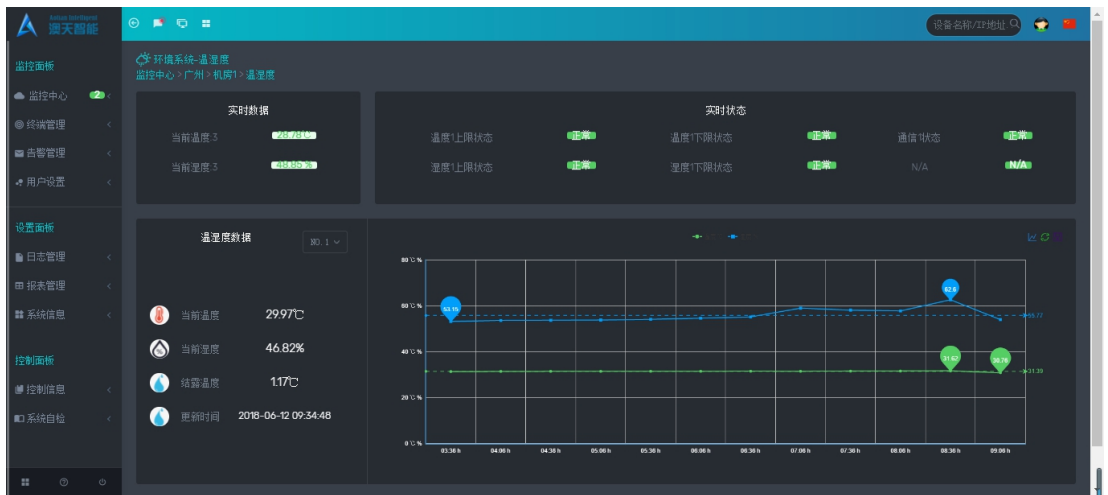 澳天智能
设备名称/IP地址
监控面板
监控中心 2
终端管理
告警管理
用户设置
设置面板
日志管理
报表管理
系统信息
控制面板
控制信息
系统自检
环境系统-温湿度
监控中心>广州>机房1>温湿度
实时数据
当前温度:3 28.78℃
当前湿度:3 48.85%
实时状态
温度1上限状态 正常 温度1下限状态 正常 通信1状态 正常
湿度1上限状态 正常 湿度1下限状态 正常 N/A N/A
温湿度数据 NO.1
当前温度 29.97℃
当前湿度 46.82%
结露温度 1.17℃
更新时间 2018-06-12 09:34:48
80 ℃ %
60 ℃ %
40 ℃ %
20 ℃ %
0 ℃ %
53.15
62.6
55.77
31.62
30.78
31.39
03:36 h 04:06 h 04:36 h 05:06 h 05:36 h 06:06 h 06:36 h 07:06 h 07:36 h 08:06 h 08:36 h 09:06 h